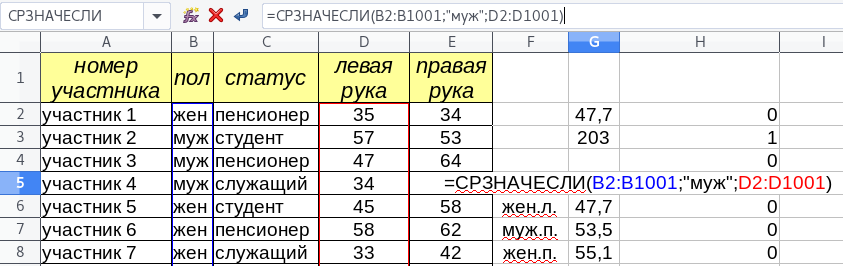 СРЗНАЧЕСЛИ =СРЗНАЧЕСЛИ(B2:B1001;"муж";D2:D1001)
A B C D E F G H I
1 номер участника пол статус левая рука правая рука
2 участник 1 жен пенсионер 35 34 47,7 0
3 участник 2 муж студент 57 53 203 1
4 участник 3 муж пенсионер 47 64 0
5 участник 4 муж служащий 34 =СРЗНАЧЕСЛИ(B2:B1001;"муж";D2:D1001)
6 участник 5 жен студент 45 58 жен.л. 47,7 0
7 участник 6 жен пенсионер 58 62 муж.п. 53,5 0
8 участник 7 жен служащий 33 42 жен.п. 55,1 0